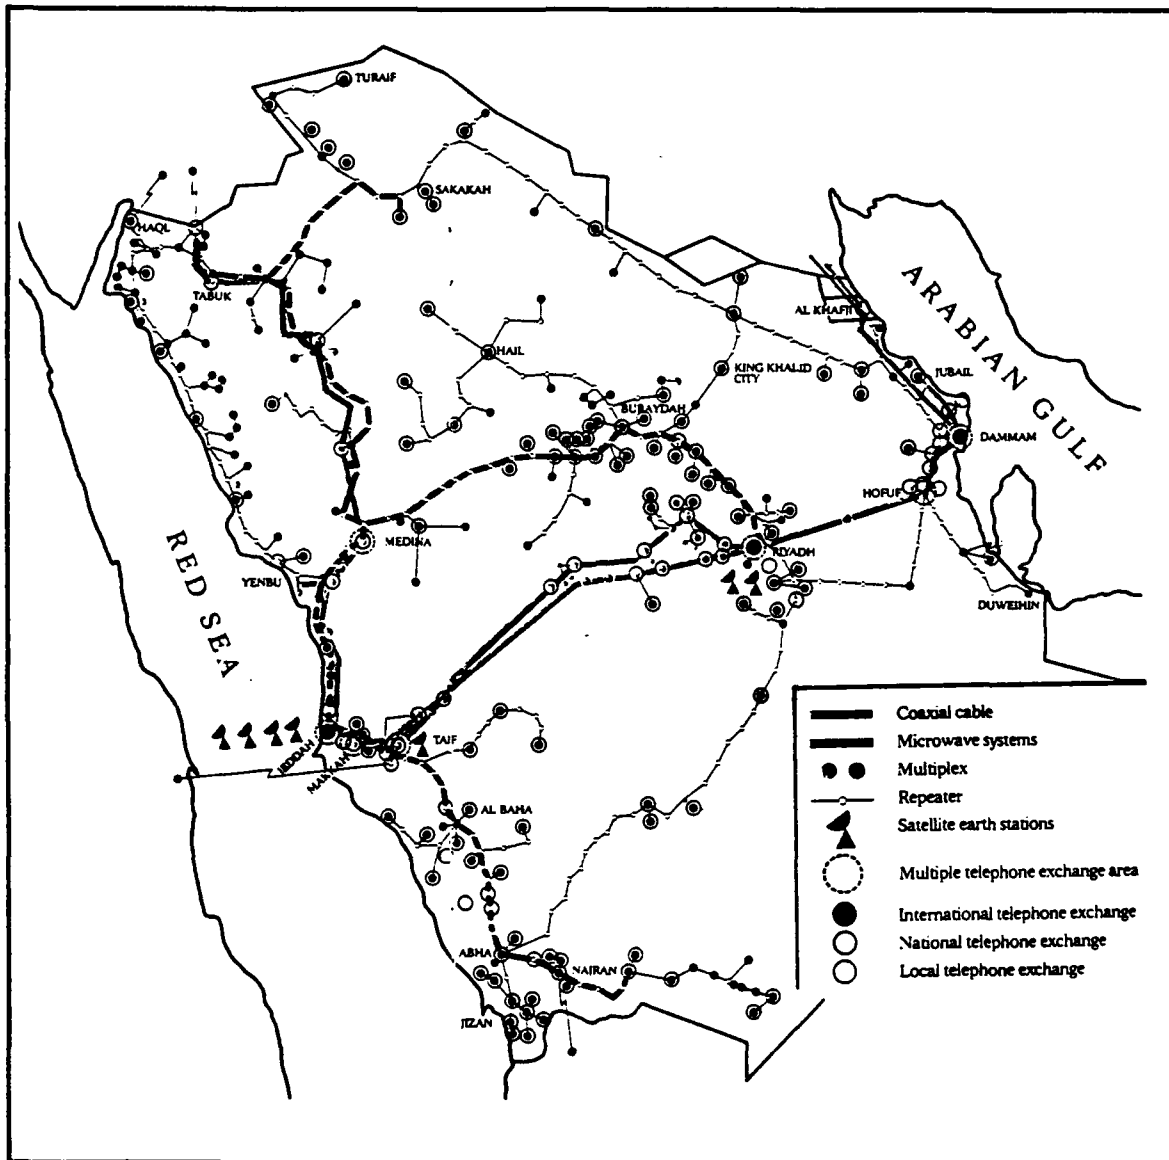 TURAIF
SAKAKAH
HAQL
TABUK
ARABIAN GULF
AL KHAFJI
HAIL
KING KHALID
CITY
JUBAIL
BURAYDAH
DAMMAM
HOFUF
MEDINA
RIYADH
RED SEA
YENBU
DUWEIHIN
JEDDAH
MAKKAH
TAIF
AL BAHA
ABHA
NAJRAN
JIZAN
Coaxial cable
Microwave systems
Multiplex
Repeater
Satellite earth stations
Multiple telephone exchange area
International telephone exchange
National telephone exchange
Local telephone exchange